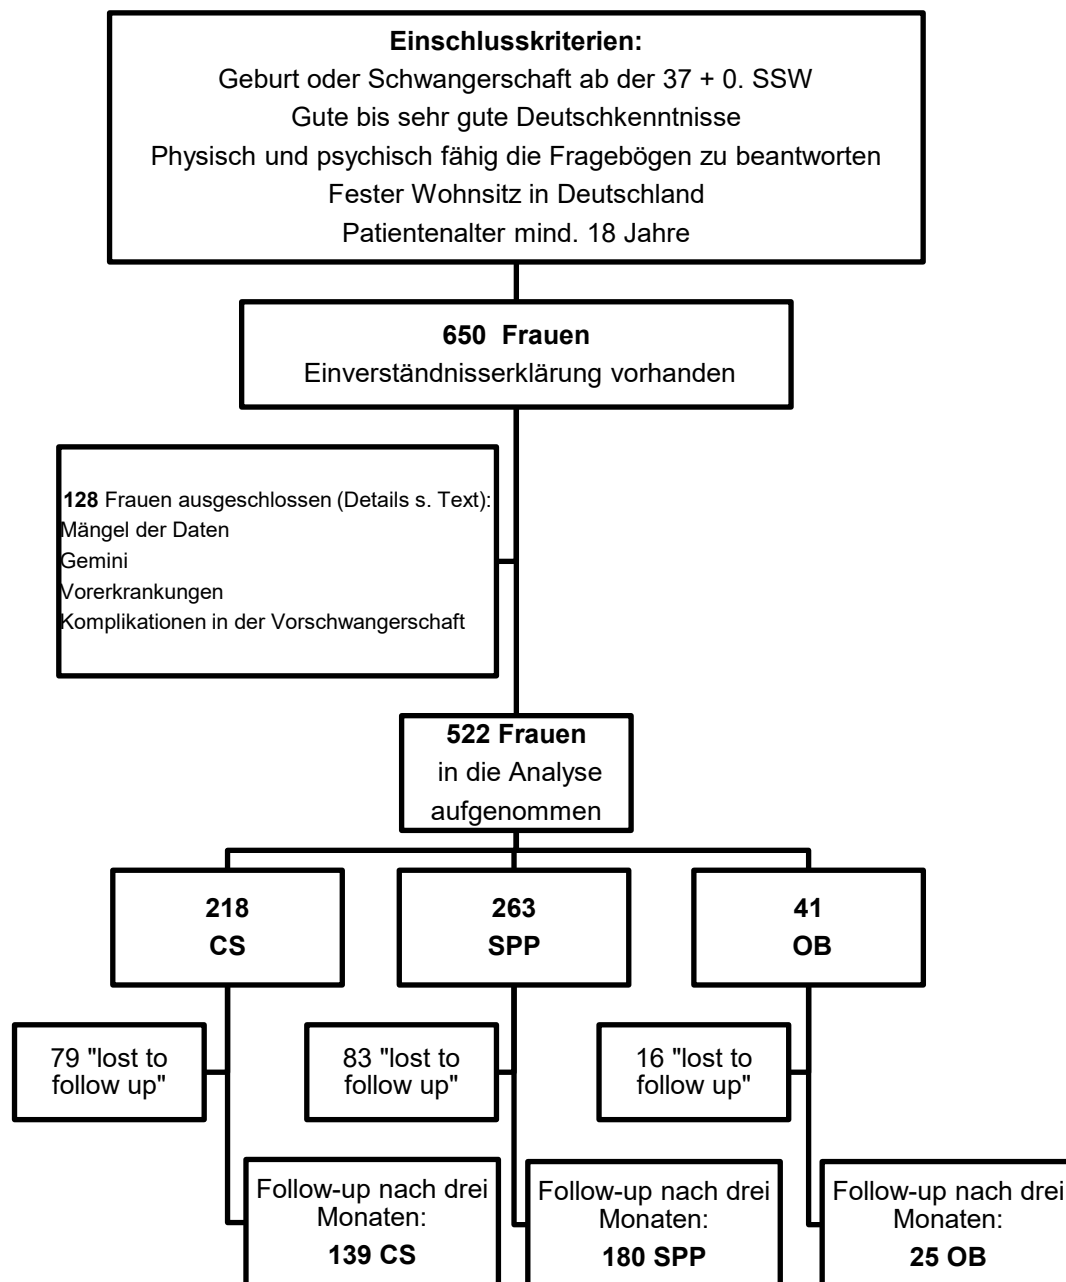 Einschlusskriterien:
Geburt oder Schwangerschaft ab der 37 + 0. SSW
Gute bis sehr gute Deutschkenntnisse
Physisch und psychisch fähig die Fragebögen zu beantworten
Fester Wohnsitz in Deutschland
Patientenalter mind. 18 Jahre
650 Frauen
Einverständnisserklärung vorhanden
128 Frauen ausgeschlossen (Details s. Text):
Mängel der Daten
Gemini
Vorerkrankungen
Komplikationen in der Vorschwangerschaft
522 Frauen
in die Analyse
aufgenommen
218
CS
263
SPP
41
OB
79 "lost to
follow up"
83 "lost to
follow up"
16 "lost to
follow up"
Follow-up nach drei
Monaten:
139 CS
Follow-up nach drei
Monaten:
180 SPP
Follow-up nach drei
Monaten:
25 OB